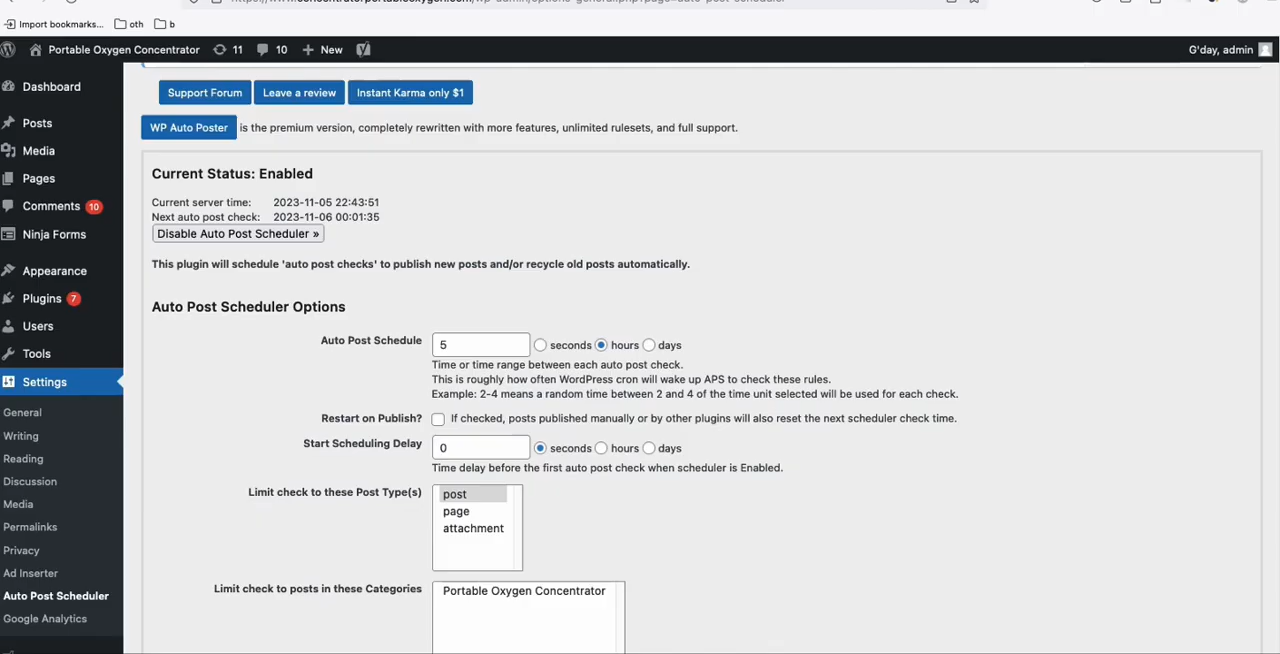 Import bookmarks... oth b
Portable Oxygen Concentrator 11 10 New G'day, admin
Dashboard
Posts
Media
Pages
Comments 10
Ninja Forms
Appearance
Plugins 7
Users
Tools
Settings
General
Writing
Reading
Discussion
Media
Permalinks
Privacy
Ad Inserter
Auto Post Scheduler
Google Analytics
Support Forum Leave a review Instant Karma only $1
WP Auto Poster is the premium version, completely rewritten with more features, unlimited rulesets, and full support.
Current Status: Enabled
Current server time: 2023-11-05 22:43:51
Next auto post check: 2023-11-06 00:01:35
Disable Auto Post Scheduler »
This plugin will schedule 'auto post checks' to publish new posts and/or recycle old posts automatically.
Auto Post Scheduler Options
Auto Post Schedule 5 seconds hours days
Time or time range between each auto post check.
This is roughly how often WordPress cron will wake up APS to check these rules.
Example: 2-4 means a random time between 2 and 4 of the time unit selected will be used for each check.
Restart on Publish? If checked, posts published manually or by other plugins will also reset the next scheduler check time.
Start Scheduling Delay 0 seconds hours days
Time delay before the first auto post check when scheduler is Enabled.
Limit check to these Post Type(s) post
page
attachment
Limit check to posts in these Categories Portable Oxygen Concentrator